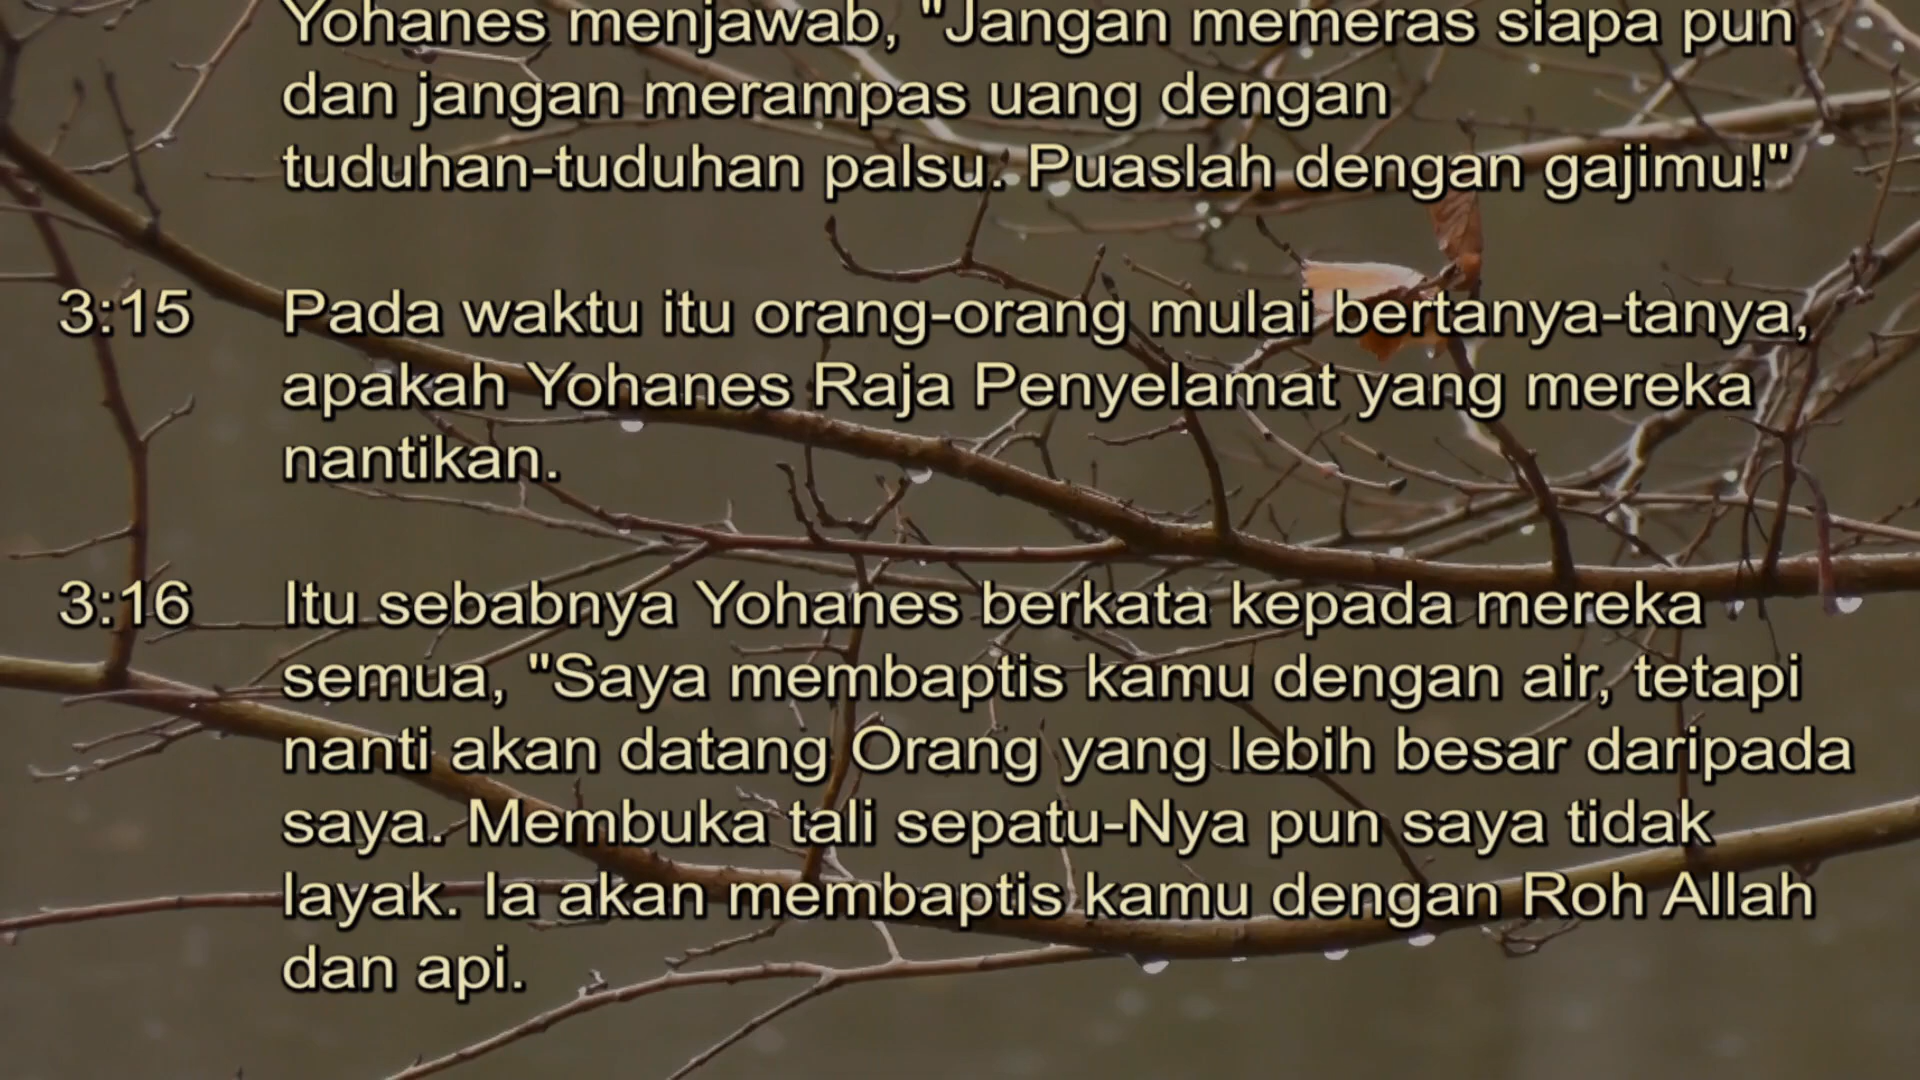 Yohanes menjawab, "Jangan memeras siapa pun
dan jangan merampas uang dengan
tuduhan-tuduhan palsu. Puaslah dengan gajimu!"
3:15 Pada waktu itu orang-orang mulai bertanya-tanya,
apakah Yohanes Raja Penyelamat yang mereka
nantikan.
3:16 Itu sebabnya Yohanes berkata kepada mereka
semua, "Saya membaptis kamu dengan air, tetapi
nanti akan datang Orang yang lebih besar daripada
saya. Membuka tali sepatu-Nya pun saya tidak
layak. Ia akan membaptis kamu dengan Roh Allah
dan api.